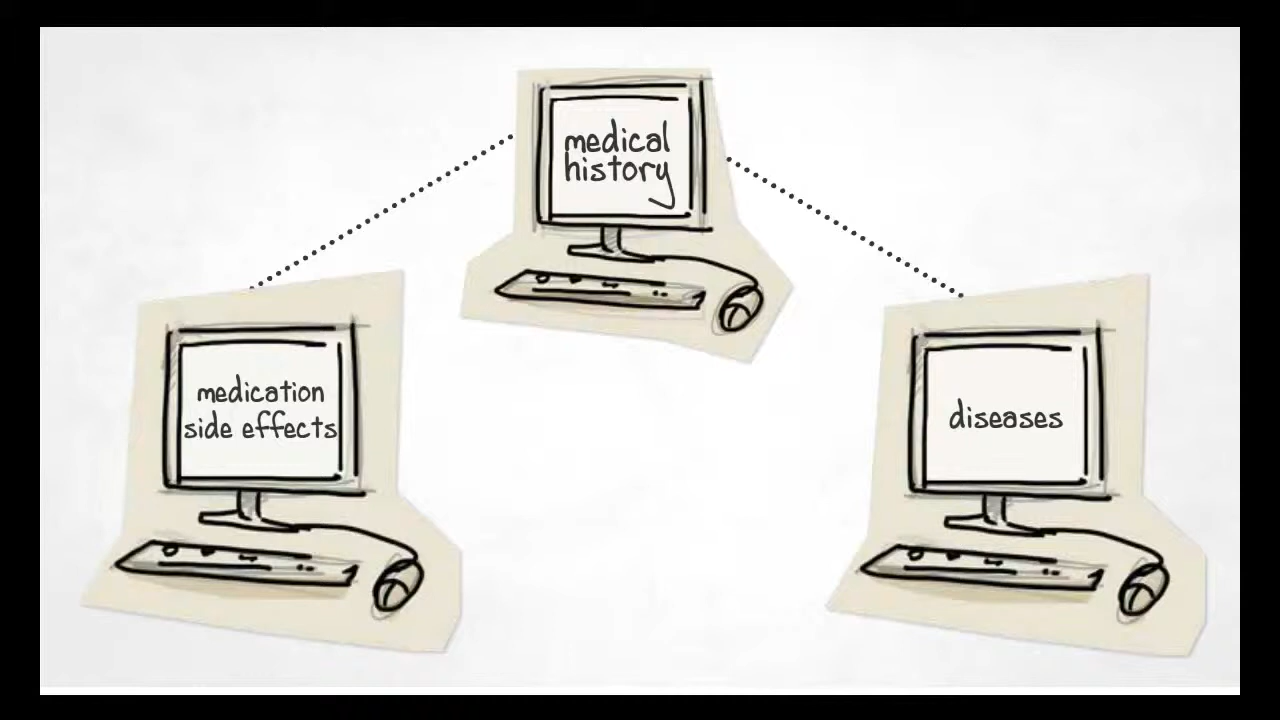 medical
history
medication
side effects
diseases